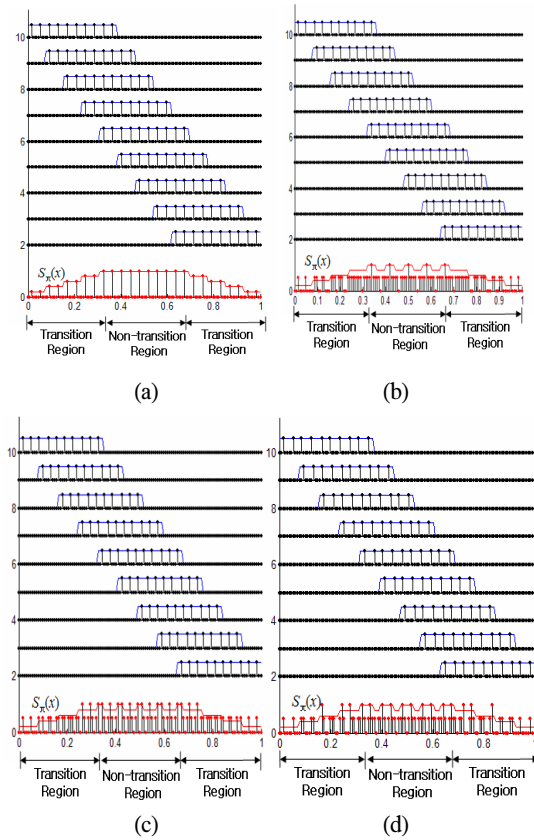 10
8
6
4
2
S_π(x)
0
0 0.2 0.4 0.6 0.8 1
Transition Region
Non-transition Region
Transition Region
(a)
10
8
6
4
2
S_π(x)
0
0 0.1 0.2 0.3 0.4 0.5 0.6 0.7 0.8 0.9 1
Transition Region
Non-transition Region
Transition Region
(b)
10
8
6
4
2
S_π(x)
0
0 0.2 0.4 0.6 0.8 1
Transition Region
Non-transition Region
Transition Region
(c)
10
8
6
4
2
S_π(x)
0
0 0.2 0.4 0.6 0.8
Transition Region
Non-transition Region
Transition Region
(d)